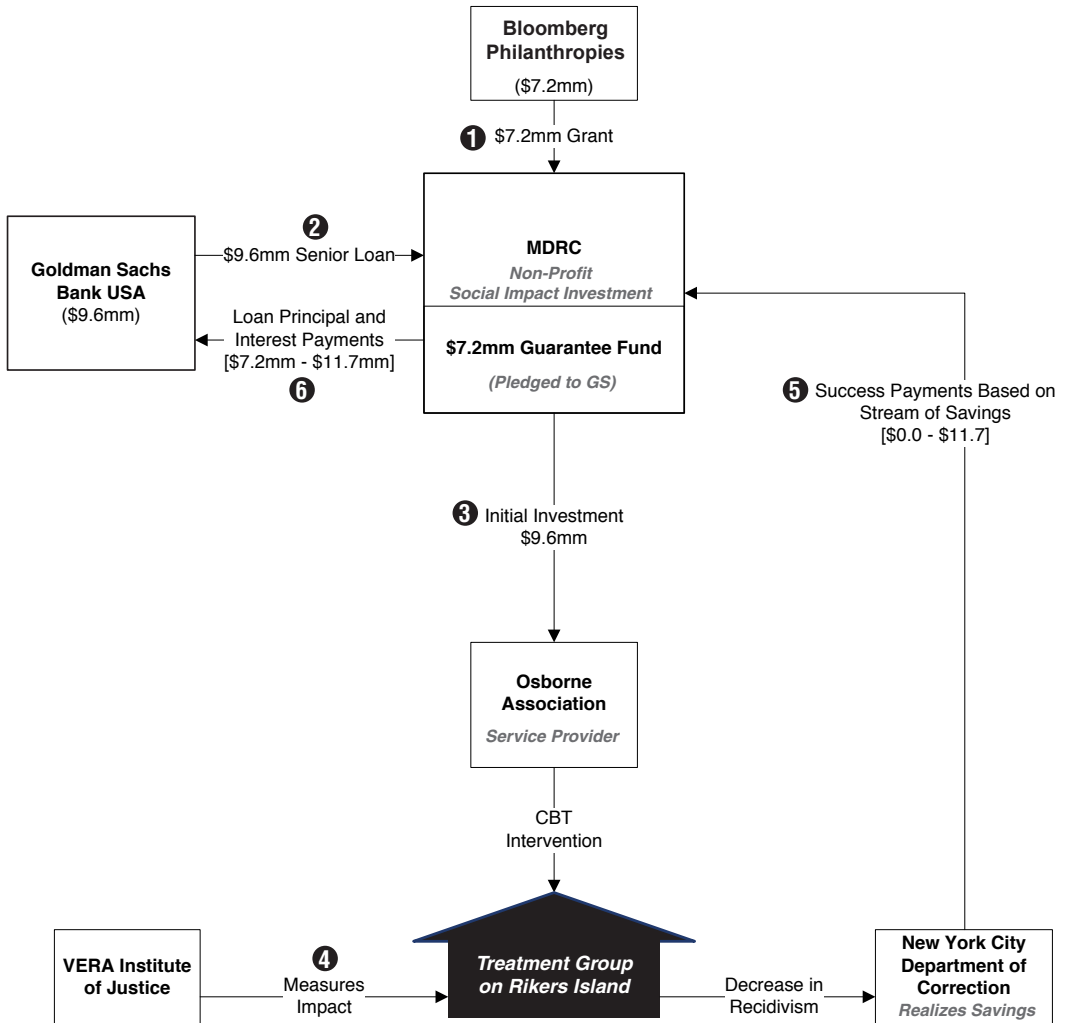 Bloomberg
Philanthropies
($7.2mm)
1 $7.2mm Grant
2
$9.6mm Senior Loan
Goldman Sachs
Bank USA
($9.6mm)
MDRC
Non-Profit
Social Impact Investment
$7.2mm Guarantee Fund
(Pledged to GS)
Loan Principal and
Interest Payments
[$7.2mm - $11.7mm]
6
5 Success Payments Based on
Stream of Savings
[$0.0 - $11.7]
3 Initial Investment
$9.6mm
Osborne
Association
Service Provider
CBT
Intervention
VERA Institute
of Justice
4
Measures
Impact
Treatment Group
on Rikers Island
Decrease in
Recidivism
New York City
Department of
Correction
Realizes Savings